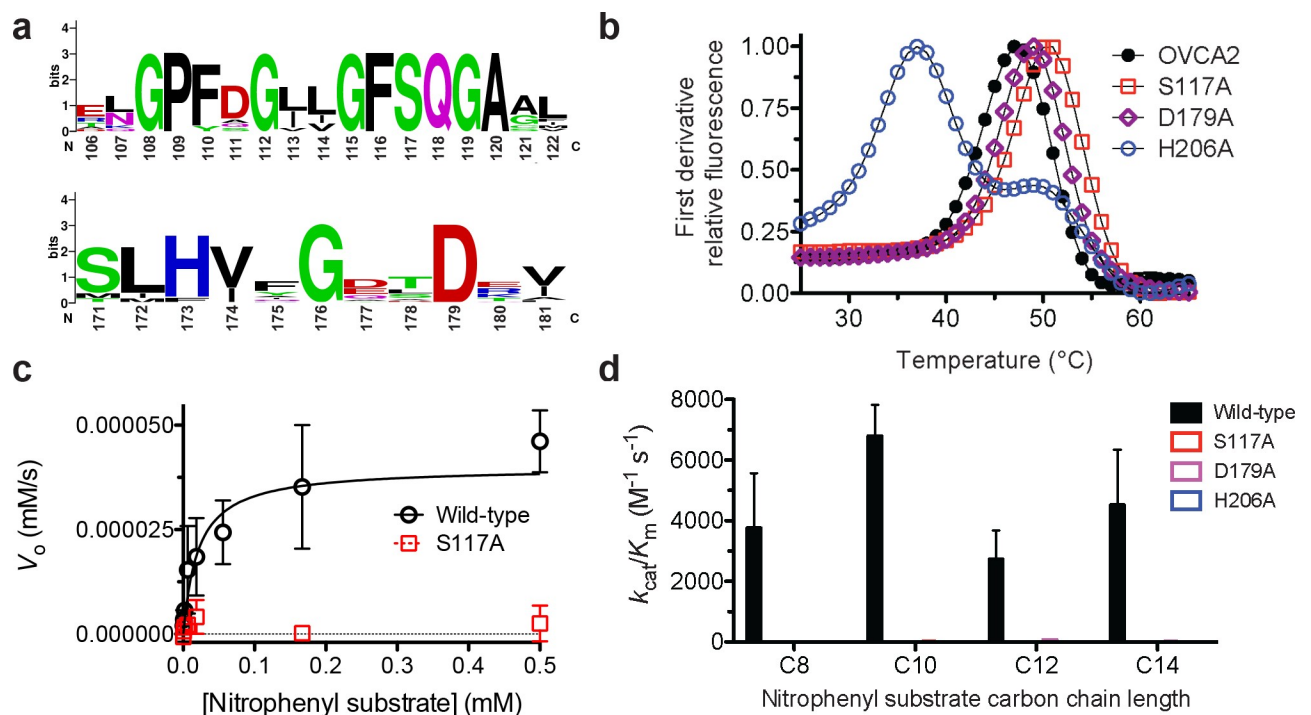 a
bits
4
3
2
1
0
GPFDGLLGFSQGA
N 106 107 108 109 110 111 112 113 114 115 116 117 118 119 120 121 122 C
bits
4
3
2
1
0
SLHV
G
D
N 171 172 173 174 175 176 177 178 179 180 181 C
b
First derivative
relative fluorescence
1.00
0.75
0.50
0.25
0.00
30 40 50 60
Temperature (°C)
OVCA2
S117A
D179A
H206A
c
Vo (mM/s)
0.000050
0.000025
0.000000
0.0 0.1 0.2 0.3 0.4 0.5
[Nitrophenyl substrate] (mM)
Wild-type
S117A
d
kcat/Km (M-1 s-1)
8000
6000
4000
2000
0
C8 C10 C12 C14
Nitrophenyl substrate carbon chain length
Wild-type
S117A
D179A
H206A